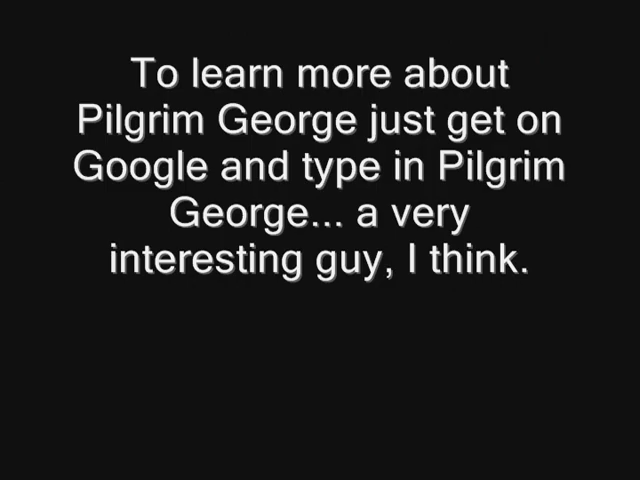 To learn more about
Pilgrim George just get on
Google and type in Pilgrim
George... a very
interesting guy, I think.